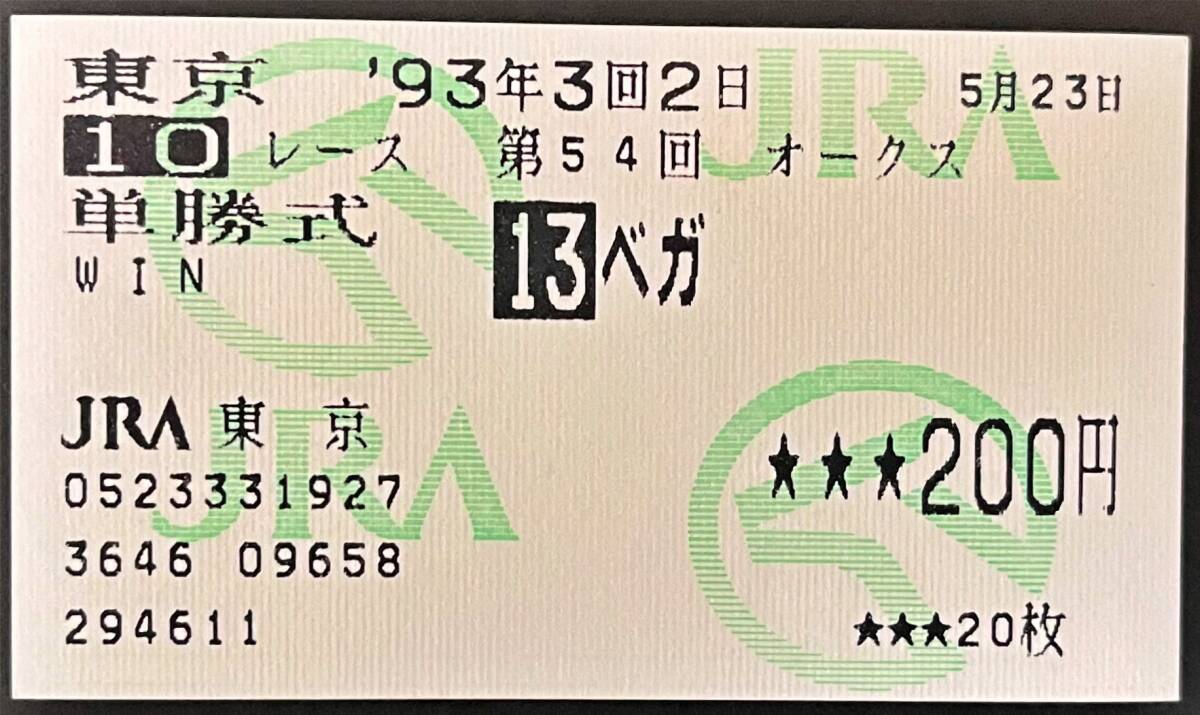 東京 '93年3回2日 5月23日
10 レース 第54回 オークス
単勝式 13 ベガ
WIN
JRA 東京
0523331927
3646 09658
294611
★★★200円
★★★20枚
JRA
JRA